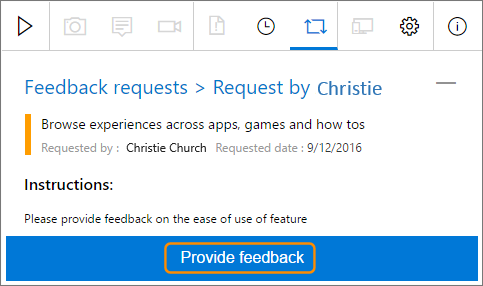 Feedback requests > Request by Christie
Browse experiences across apps, games and how tos
Requested by : Christie Church Requested date : 9/12/2016
Instructions:
Please provide feedback on the ease of use of feature
Provide feedback